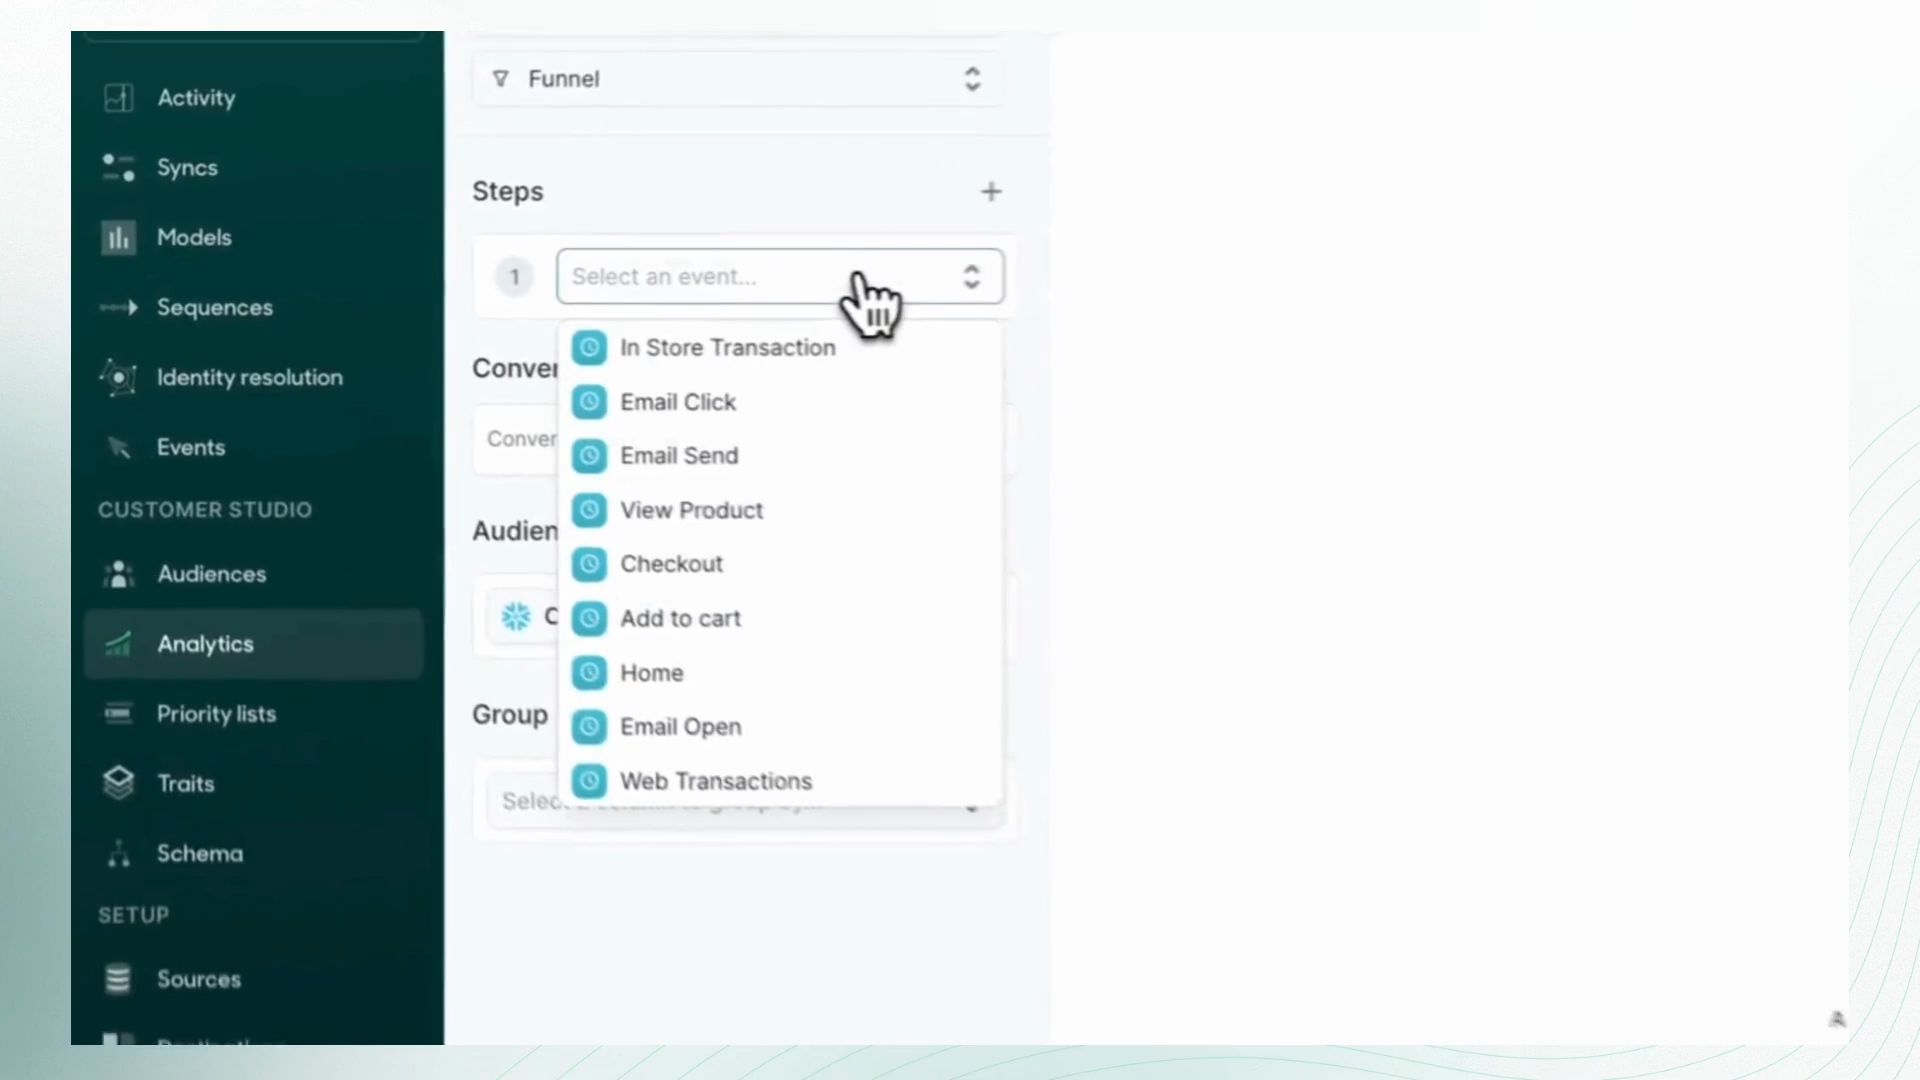 Activity
Syncs
Models
Sequences
Identity resolution
Events
CUSTOMER STUDIO
Audiences
Analytics
Priority lists
Traits
Schema
SETUP
Sources
Funnel
Steps
1
Select an event...
In Store Transaction
Email Click
Email Send
View Product
Checkout
Add to cart
Home
Email Open
Web Transactions
Conver
Conver
Audien
C
Group
Selec